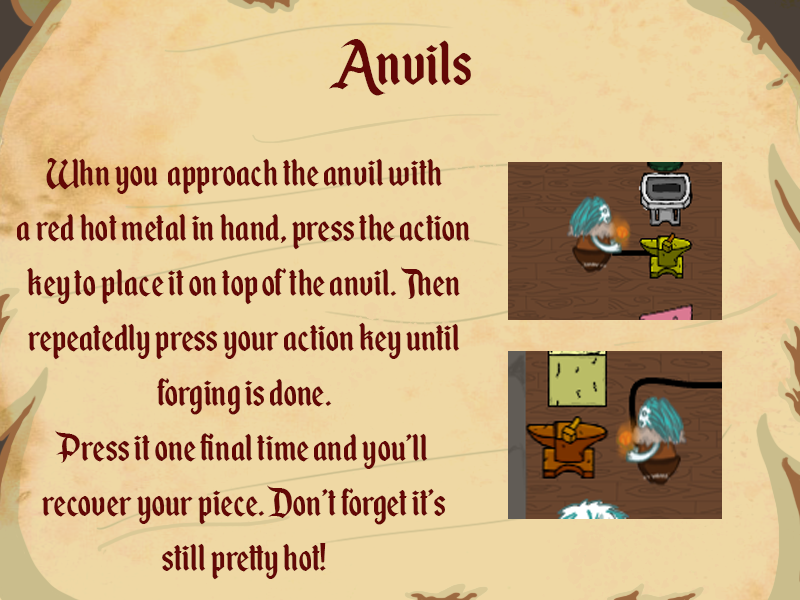 Anvils
Whn you approach the anvil with
a red hot metal in hand, press the action
key to place it on top of the anvil. Then
repeatedly press your action key until
forging is done.
Press it one final time and you'll
recover your piece. Don't forget it's
still pretty hot!